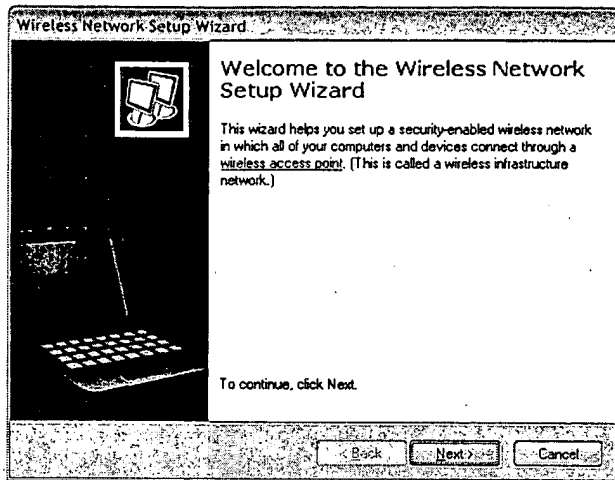 Wireless Network Setup Wizard
Welcome to the Wireless Network
Setup Wizard
This wizard helps you set up a security-enabled wireless network
in which all of your computers and devices connect through a
wireless access point. (This is called a wireless infrastructure
network.)
To continue, click Next.
< Back
Next >
Cancel